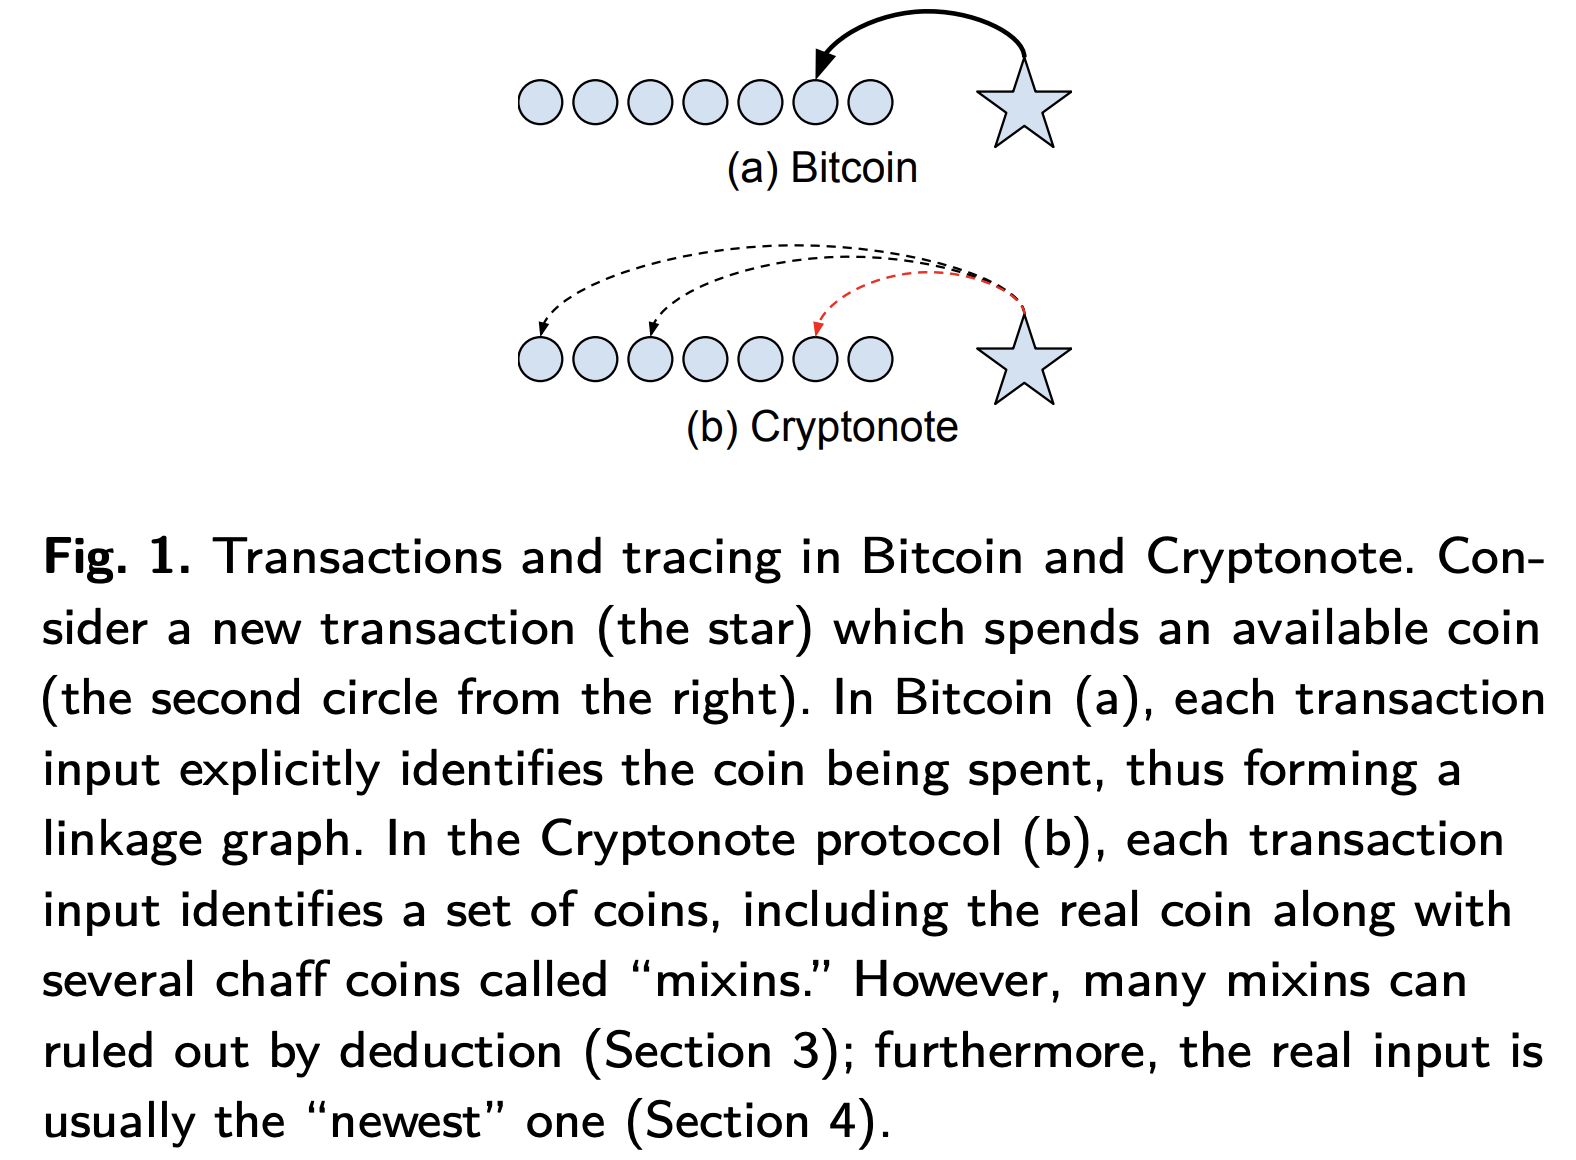 (a) Bitcoin
(b) Cryptonote
Fig. 1. Transactions and tracing in Bitcoin and Cryptonote. Con-
sider a new transaction (the star) which spends an available coin
(the second circle from the right). In Bitcoin (a), each transaction
input explicitly identifies the coin being spent, thus forming a
linkage graph. In the Cryptonote protocol (b), each transaction
input identifies a set of coins, including the real coin along with
several chaff coins called “mixins.” However, many mixins can
ruled out by deduction (Section 3); furthermore, the real input is
usually the “newest” one (Section 4).